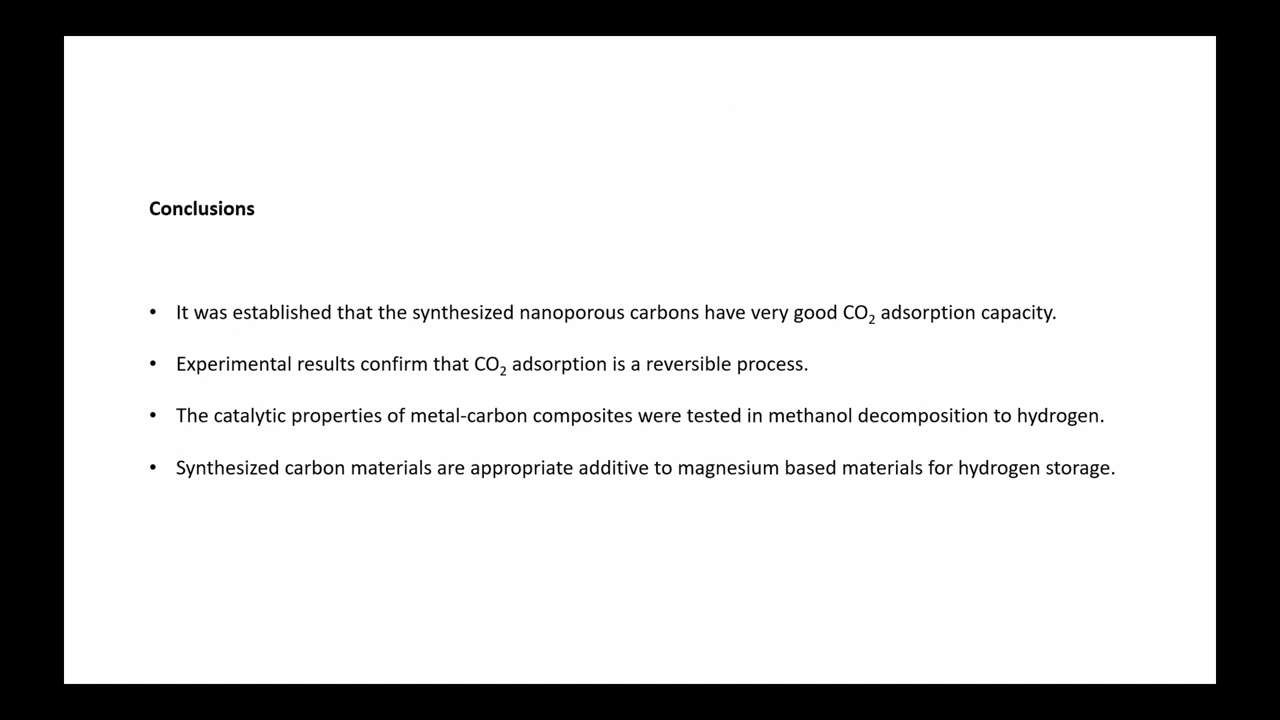 Conclusions
• It was established that the synthesized nanoporous carbons have very good CO₂ adsorption capacity.
• Experimental results confirm that CO₂ adsorption is a reversible process.
• The catalytic properties of metal-carbon composites were tested in methanol decomposition to hydrogen.
• Synthesized carbon materials are appropriate additive to magnesium based materials for hydrogen storage.